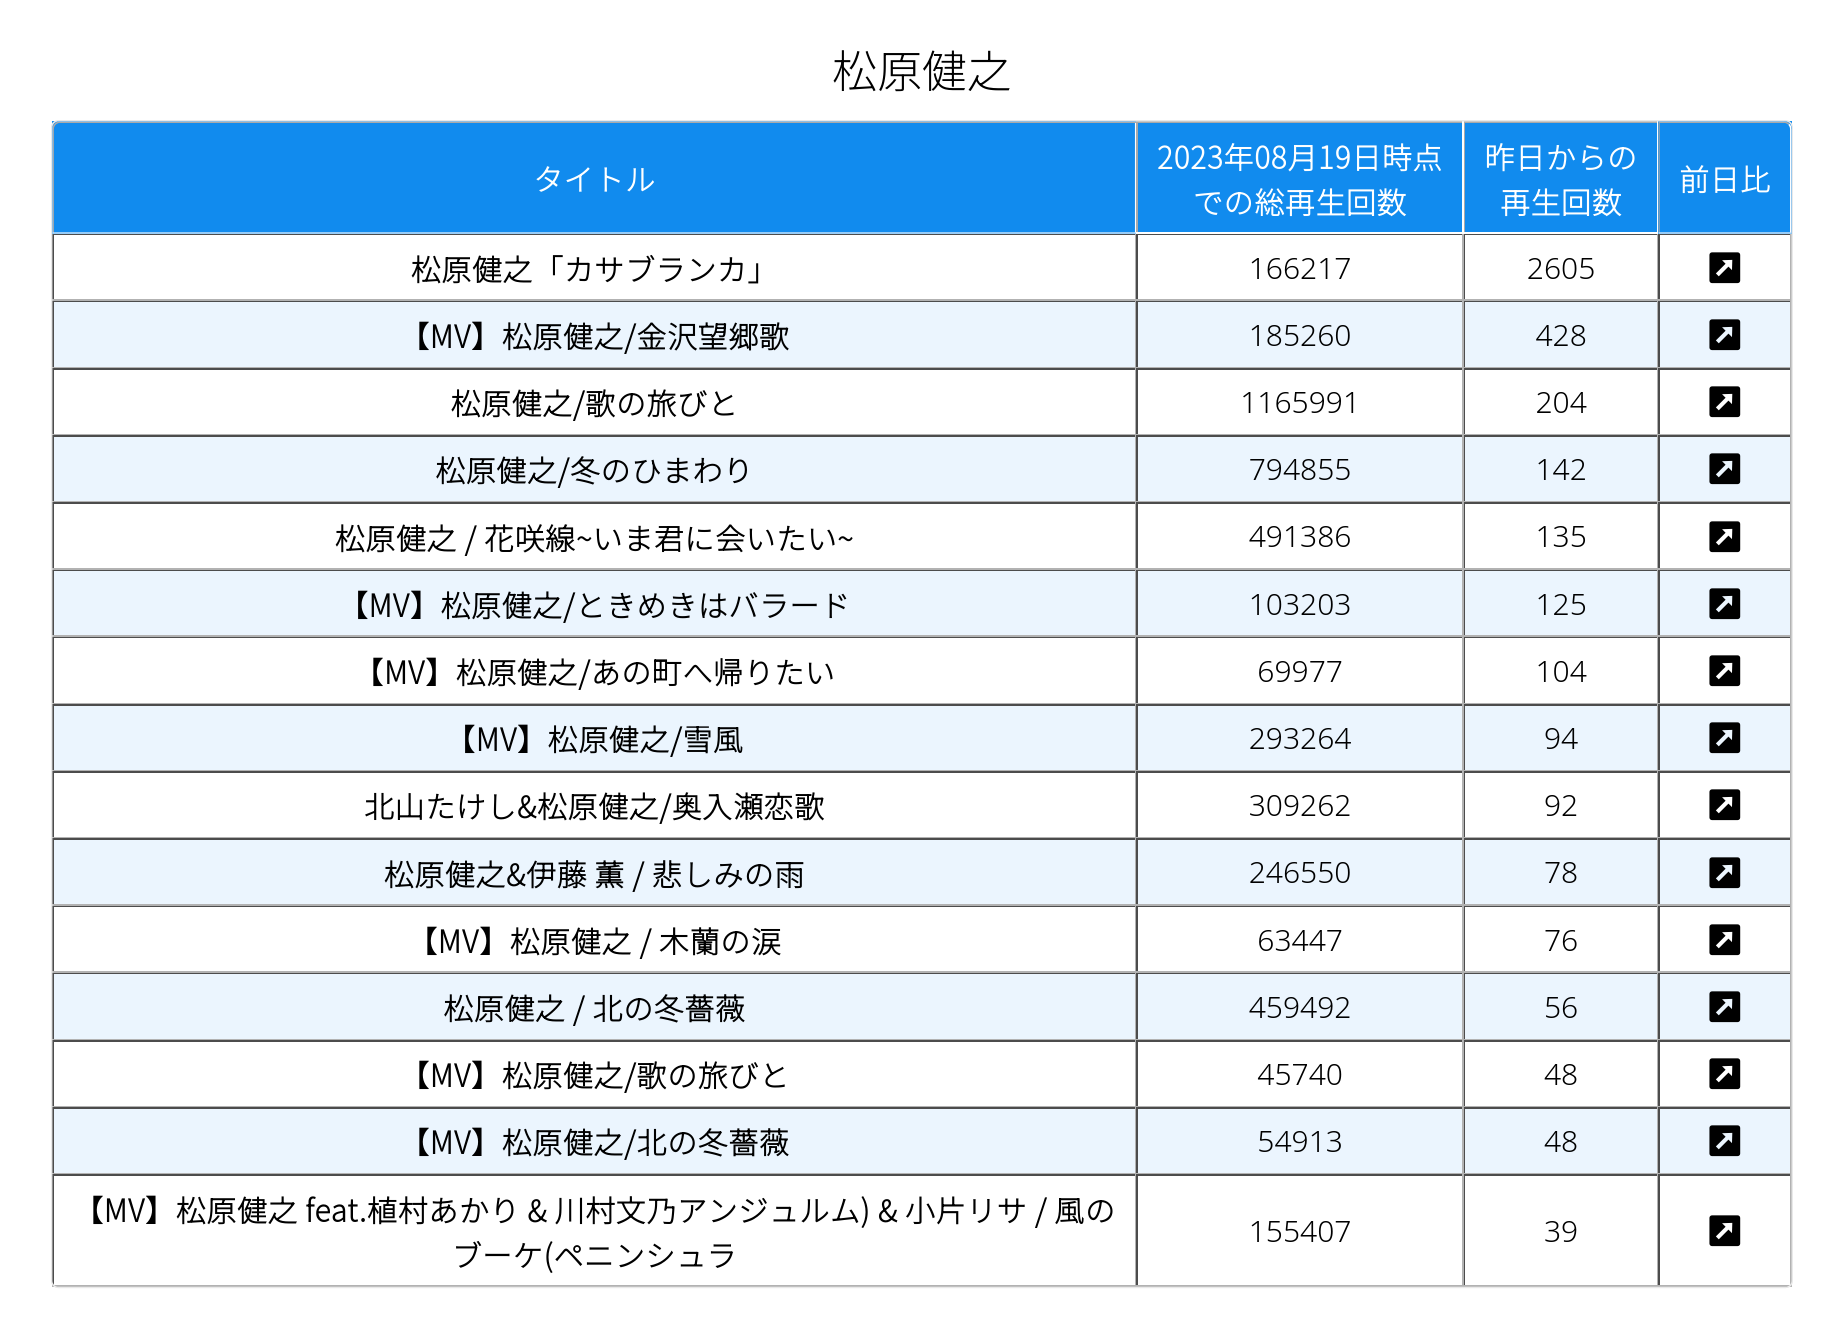 松原健之
タイトル
2023年08月19日時点
での総再生回数
昨日からの
再生回数
前日比
松原健之「カサブランカ」 166217 2605
【MV】松原健之/金沢望郷歌 185260 428
松原健之/歌の旅びと 1165991 204
松原健之/冬のひまわり 794855 142
松原健之 / 花咲線~いま君に会いたい~ 491386 135
【MV】松原健之/ときめきはバラード 103203 125
【MV】松原健之/あの町へ帰りたい 69977 104
【MV】松原健之/雪風 293264 94
北山たけし&松原健之/奥入瀬恋歌 309262 92
松原健之&伊藤 薫 / 悲しみの雨 246550 78
【MV】松原健之 / 木蘭の涙 63447 76
松原健之 / 北の冬薔薇 459492 56
【MV】松原健之/歌の旅びと 45740 48
【MV】松原健之/北の冬薔薇 54913 48
【MV】松原健之 feat.植村あかり & 川村文乃アンジュルム) & 小片リサ / 風の
ブーケ(ペニンシュラ 155407 39